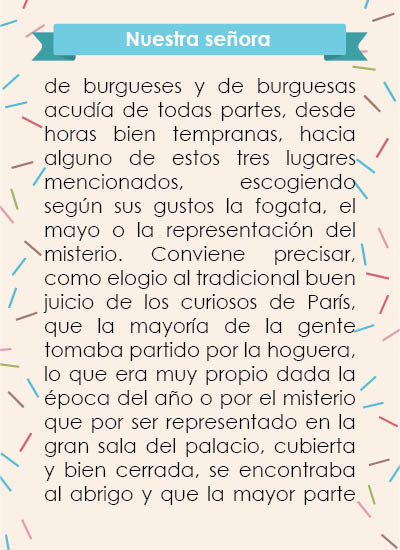 Nuestra señora
de burgueses y de burguesas
acudía de todas partes, desde
horas bien tempranas, hacia
alguno de estos tres lugares
mencionados, escogiendo
según sus gustos la fogata, el
mayo o la representación del
misterio. Conviene precisar,
como elogio al tradicional buen
juicio de los curiosos de París,
que la mayoría de la gente
tomaba partido por la hoguera,
lo que era muy propio dada la
época del año o por el misterio
que por ser representado en la
gran sala del palacio, cubierta
y bien cerrada, se encontraba
al abrigo y que la mayor parte